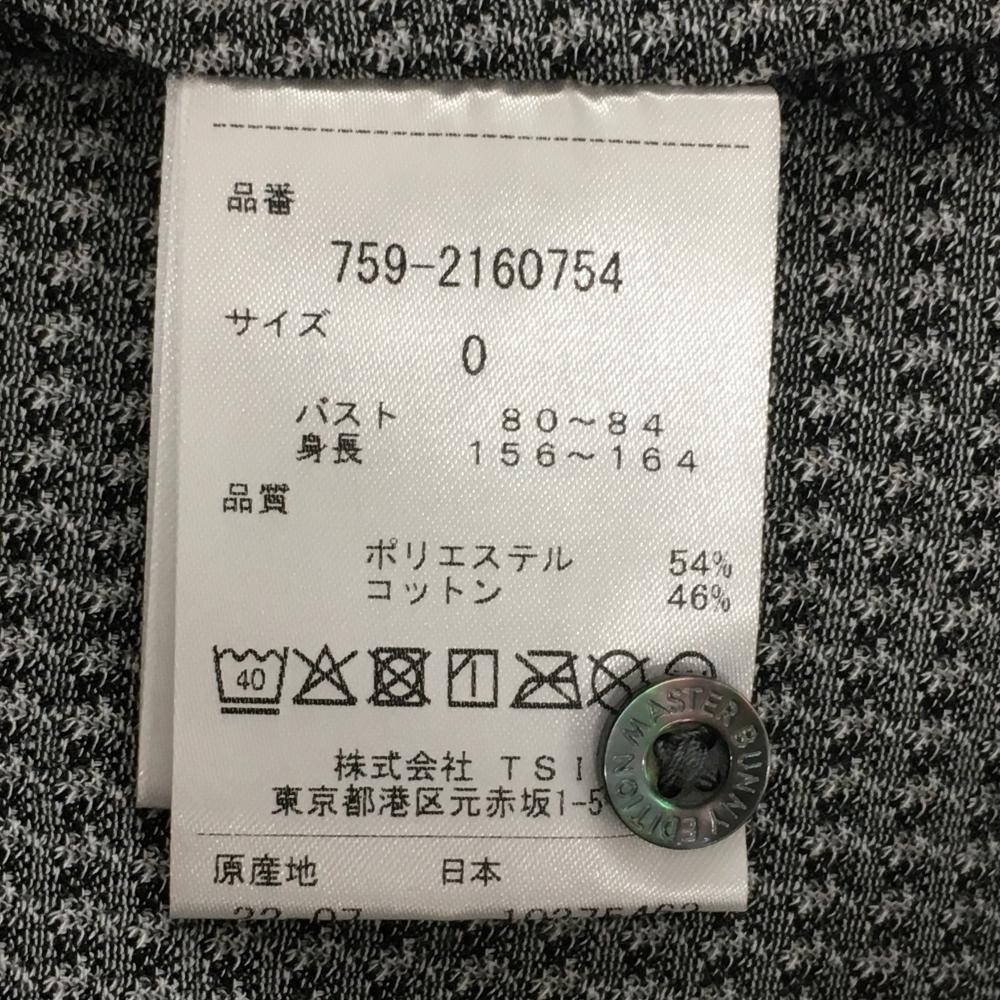 品番
759-2160754
サイズ
0
バスト 80~84
身長 156~164
品質
ポリエステル 54%
コットン 46%
40
株式会社 TSI
東京都港区元赤坂1-5
MASTER BUNNY EDITION
原産地 日本